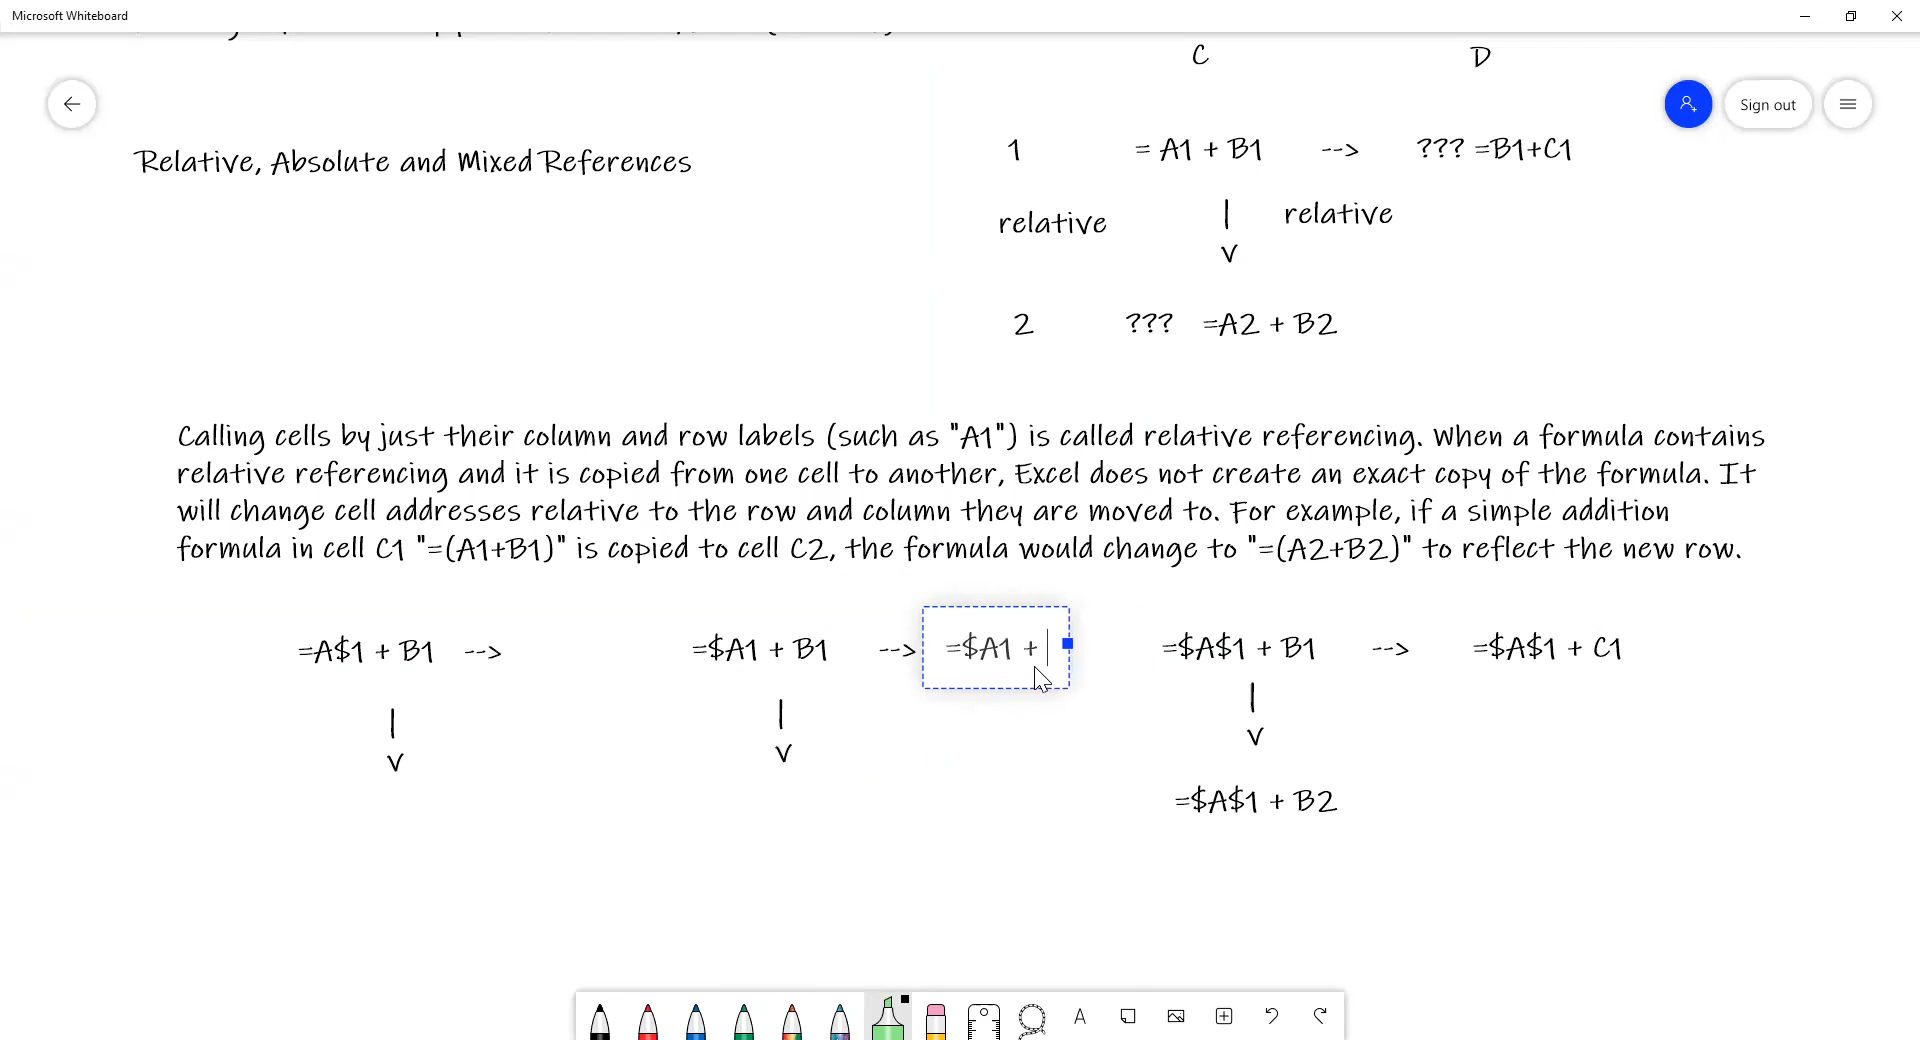 Microsoft Whiteboard
C D
Sign out
Relative, Absolute and Mixed References
1 = A1 + B1 --> ??? =B1+C1
relative | relative
v
2 ??? =A2 + B2
Calling cells by just their column and row labels (such as "A1") is called relative referencing. When a formula contains
relative referencing and it is copied from one cell to another, Excel does not create an exact copy of the formula. It
will change cell addresses relative to the row and column they are moved to. For example, if a simple addition
formula in cell C1 "=(A1+B1)" is copied to cell C2, the formula would change to "=(A2+B2)" to reflect the new row.
=A$1 + B1 --> =$A1 + B1 --> =$A1 + =$A$1 + B1 --> =$A$1 + C1
| | |
v v v
=$A$1 + B2
A